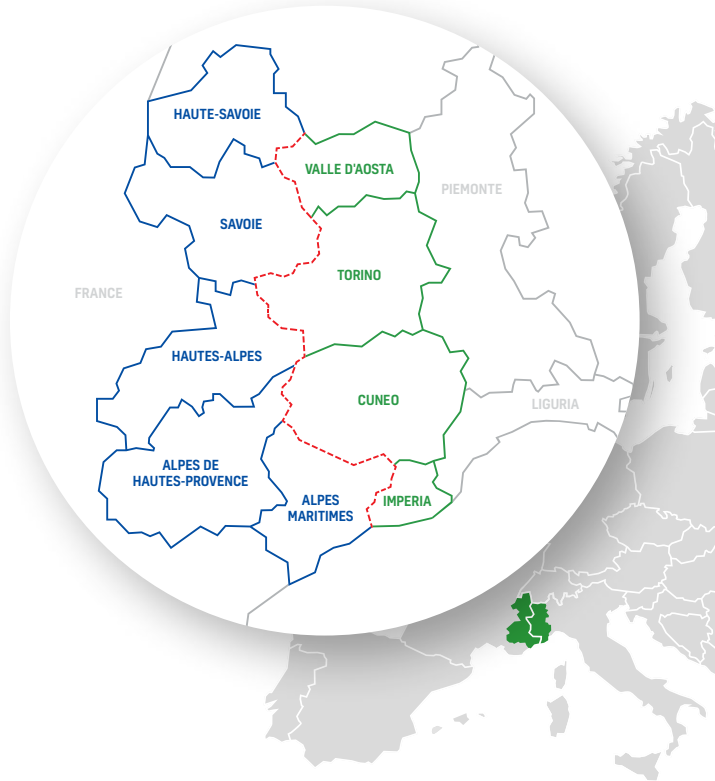 HAUTE-SAVOIE
VALLE D'AOSTA
PIEMONTE
SAVOIE
TORINO
FRANCE
HAUTES-ALPES
CUNEO
LIGURIA
ALPES DE
HAUTES-PROVENCE
ALPES
MARITIMES
IMPERIA